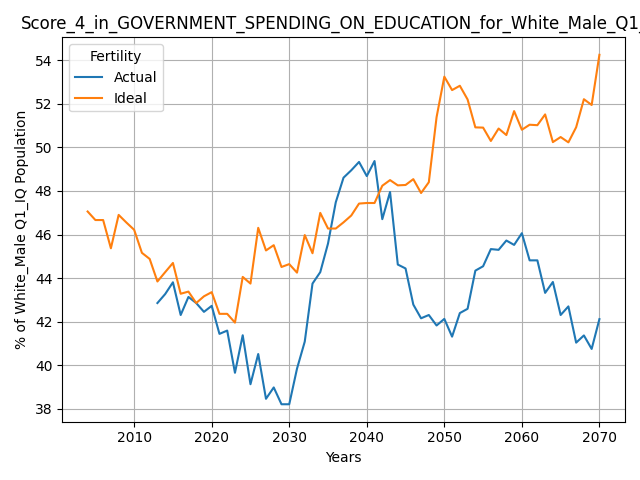 Score_4_in_GOVERNMENT_SPENDING_ON_EDUCATION_for_White_Male_Q1_
Fertility
Actual
Ideal
% of White_Male Q1_IQ Population
54
52
50
48
46
44
42
40
38
2010 2020 2030 2040 2050 2060 2070
Years